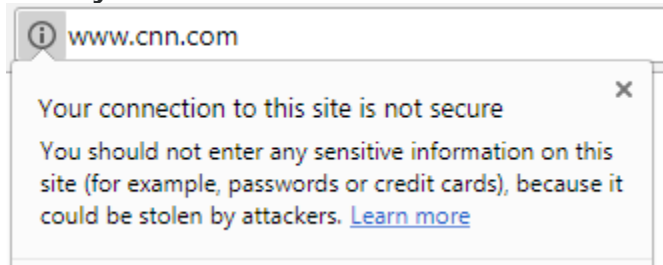 www.cnn.com
Your connection to this site is not secure
You should not enter any sensitive information on this
site (for example, passwords or credit cards), because it
could be stolen by attackers. Learn more